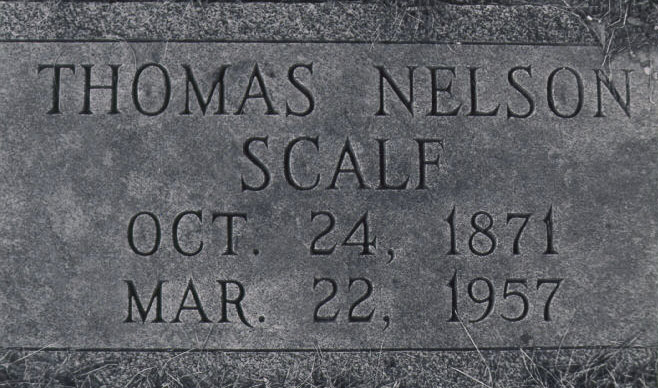 THOMAS NELSON
SCALF
OCT. 24, 1871
MAR. 22, 1957